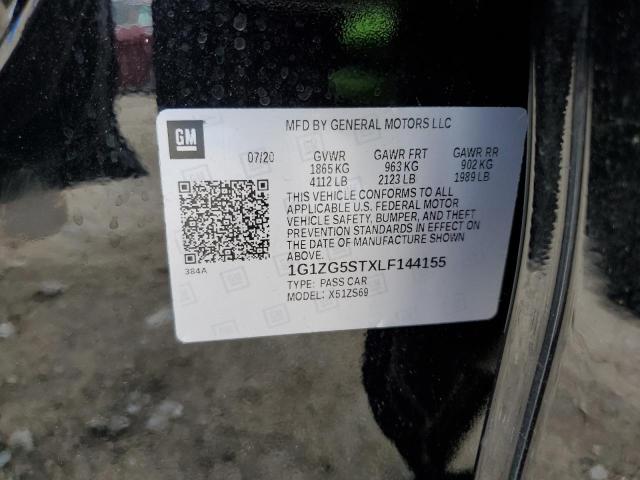 GM
MFD BY GENERAL MOTORS LLC
07/20 GVWR GAWR FRT GAWR RR
1865 KG 963 KG 902 KG
4112 LB 2123 LB 1989 LB
THIS VEHICLE CONFORMS TO ALL
APPLICABLE U.S. FEDERAL MOTOR
VEHICLE SAFETY, BUMPER, AND THEFT
PREVENTION STANDARDS IN EFFECT ON
THE DATE OF MANUFACTURE SHOWN
ABOVE.
384A
1G1ZG5STXLF144155
TYPE: PASS CAR
MODEL: X51ZS69